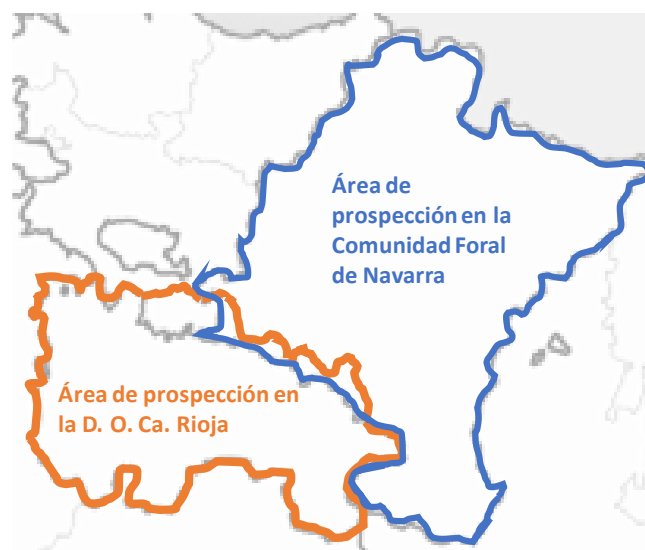 Área de
prospección en la
Comunidad Foral
de Navarra
Área de prospección en
la D. O. Ca. Rioja